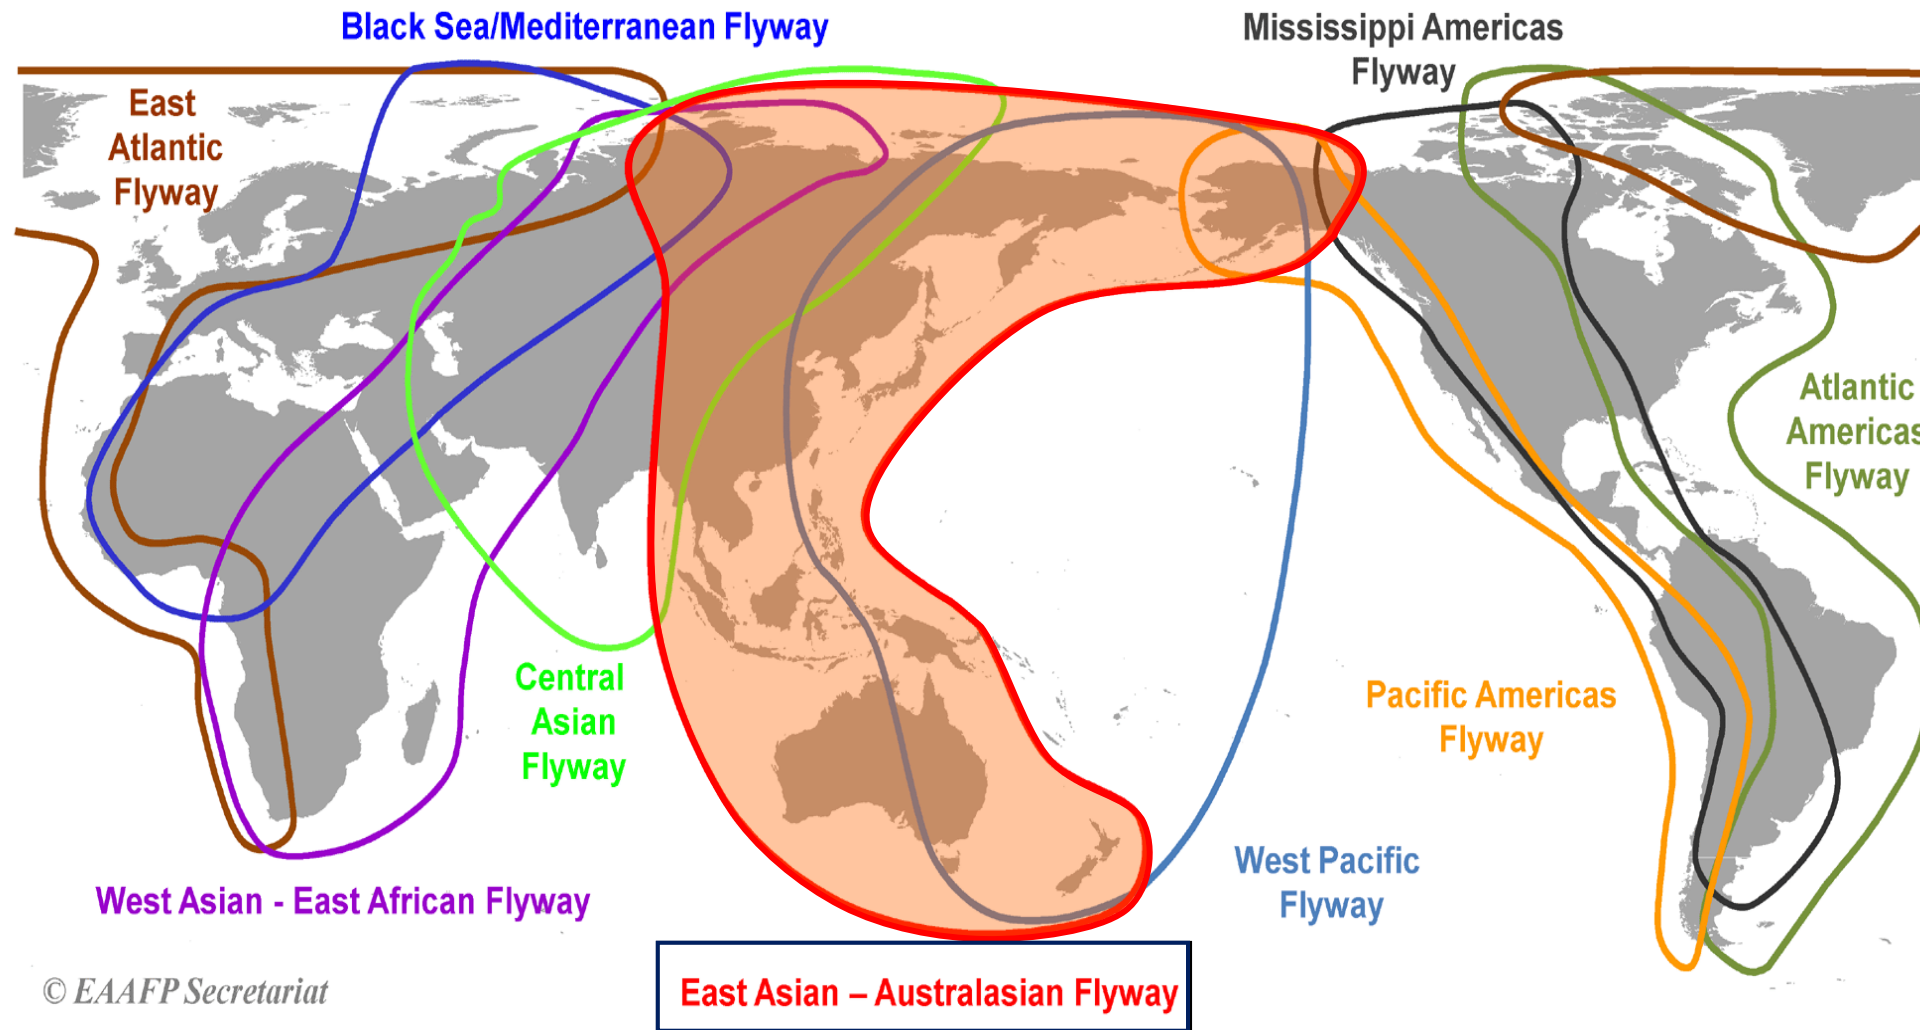 Black Sea/Mediterranean Flyway
Mississippi Americas
Flyway
East
Atlantic
Flyway
Atlantic
Americas
Flyway
Central
Asian
Flyway
Pacific Americas
Flyway
West Pacific
Flyway
West Asian - East African Flyway
East Asian – Australasian Flyway
© EAAFP Secretariat